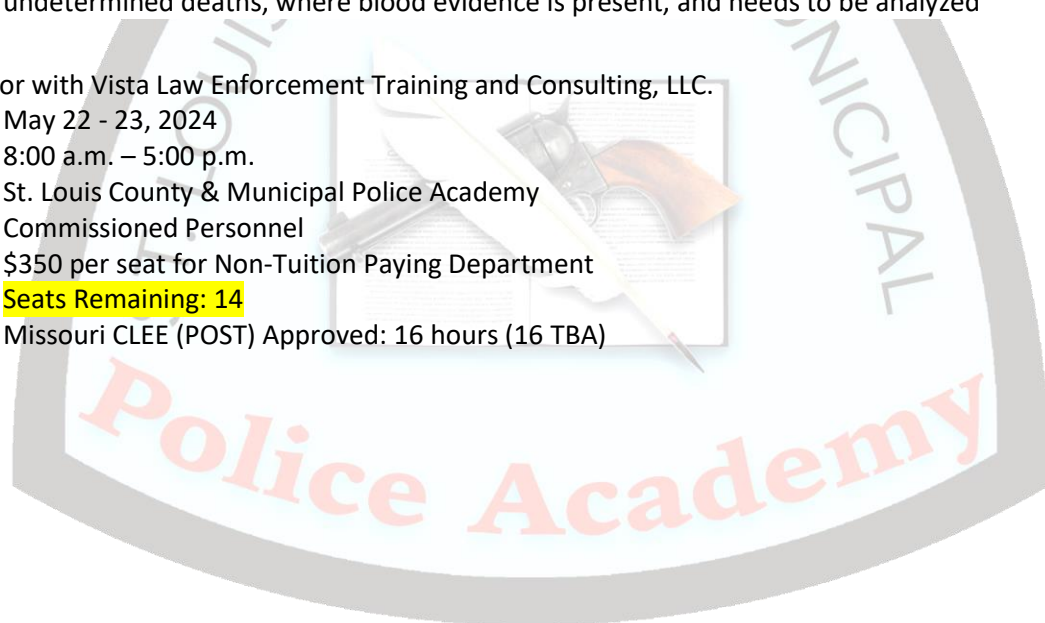 undetermined deaths, where blood evidence is present, and needs to be analyzed
or with Vista Law Enforcement Training and Consulting, LLC.
May 22 - 23, 2024
8:00 a.m. – 5:00 p.m.
St. Louis County & Municipal Police Academy
Commissioned Personnel
$350 per seat for Non-Tuition Paying Department
Seats Remaining: 14
Missouri CLEE (POST) Approved: 16 hours (16 TBA)
Police Academy